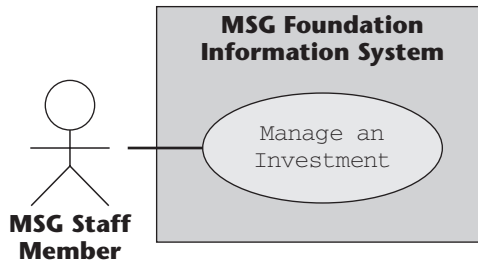 MSG Foundation
Information System
Manage an
Investment
MSG Staff
Member